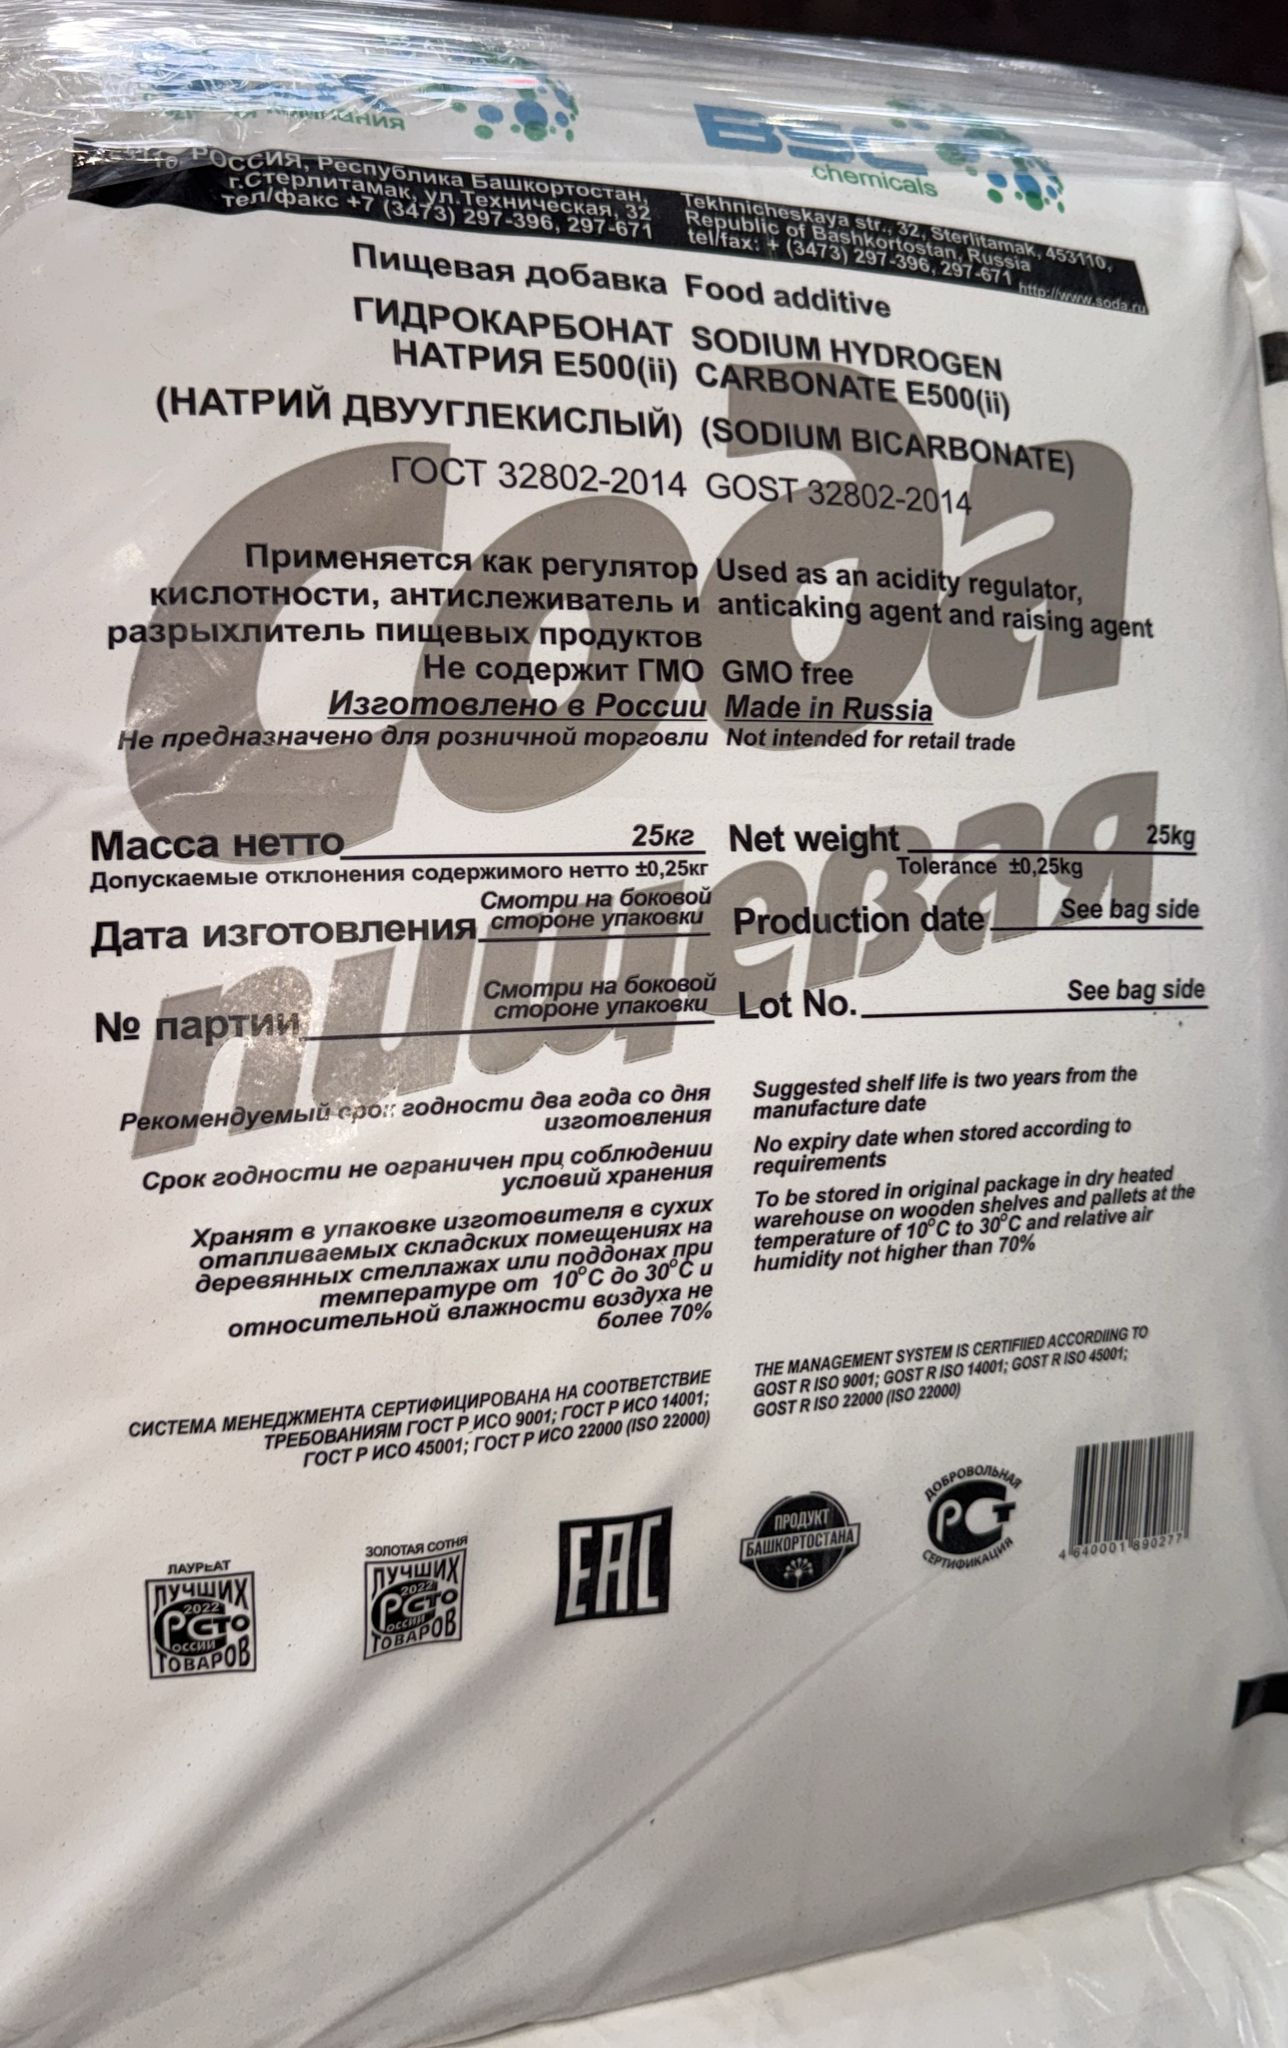 BSC
chemicals
РОССИЯ, Республика Башкортостан,
г.Стерлитамак, ул.Техническая, 32
тел/факс +7 (3473) 297-396, 297-671
Tekhnicheskaya str., 32, Sterlitamak, 453110,
Republic of Bashkortostan, Russia
tel/fax: + (3473) 297-396, 297-671
http://www.soda.ru
Пищевая добавка Food additive
ГИДРОКАРБОНАТ SODIUM HYDROGEN
НАТРИЯ Е500(ii) CARBONATE E500(ii)
(НАТРИЙ ДВУУГЛЕКИСЛЫЙ) (SODIUM BICARBONATE)
ГОСТ 32802-2014 GOST 32802-2014
Сода
пищевая
Применяется как регулятор
кислотности, антислеживатель и
разрыхлитель пищевых продуктов
Не содержит ГМО
Изготовлено в России
Не предназначено для розничной торговли
Used as an acidity regulator,
anticaking agent and raising agent
GMO free
Made in Russia
Not intended for retail trade
Масса нетто 25кг
Допускаемые отклонения содержимого нетто ±0,25кг
Дата изготовления Смотри на боковой
стороне упаковки
№ партии Смотри на боковой
стороне упаковки
Net weight 25kg
Tolerance ±0,25kg
Production date See bag side
Lot No. See bag side
Рекомендуемый срок годности два года со дня
изготовления
Срок годности не ограничен при соблюдении
условий хранения
Хранят в упаковке изготовителя в сухих
отапливаемых складских помещениях на
деревянных стеллажах или поддонах при
температуре от 10°С до 30°С и
относительной влажности воздуха не
более 70%
Suggested shelf life is two years from the
manufacture date
No expiry date when stored according to
requirements
To be stored in original package in dry heated
warehouse on wooden shelves and pallets at the
temperature of 10°C to 30°C and relative air
humidity not higher than 70%
СИСТЕМА МЕНЕДЖМЕНТА СЕРТИФИЦИРОВАНА НА СООТВЕТСТВИЕ
ТРЕБОВАНИЯМ ГОСТ Р ИСО 9001; ГОСТ Р ИСО 14001;
ГОСТ Р ИСО 45001; ГОСТ Р ИСО 22000 (ISO 22000)
THE MANAGEMENT SYSTEM IS CERTIFIIED ACCORDIING TO
GOST R ISO 9001; GOST R ISO 14001; GOST R ISO 45001;
GOST R ISO 22000 (ISO 22000)
ЛАУРЕАТ
ЛУЧШИХ
2022
СТО
РОССИИ
ТОВАРОВ
ЗОЛОТАЯ СОТНЯ
ЛУЧШИХ
2022
СТО
РОССИИ
ТОВАРОВ
ЕАС
ПРОДУКТ
БАШКОРТОСТАНА
ДОБРОВОЛЬНАЯ
РСТ
СЕРТИФИКАЦИЯ
4 640001 890277